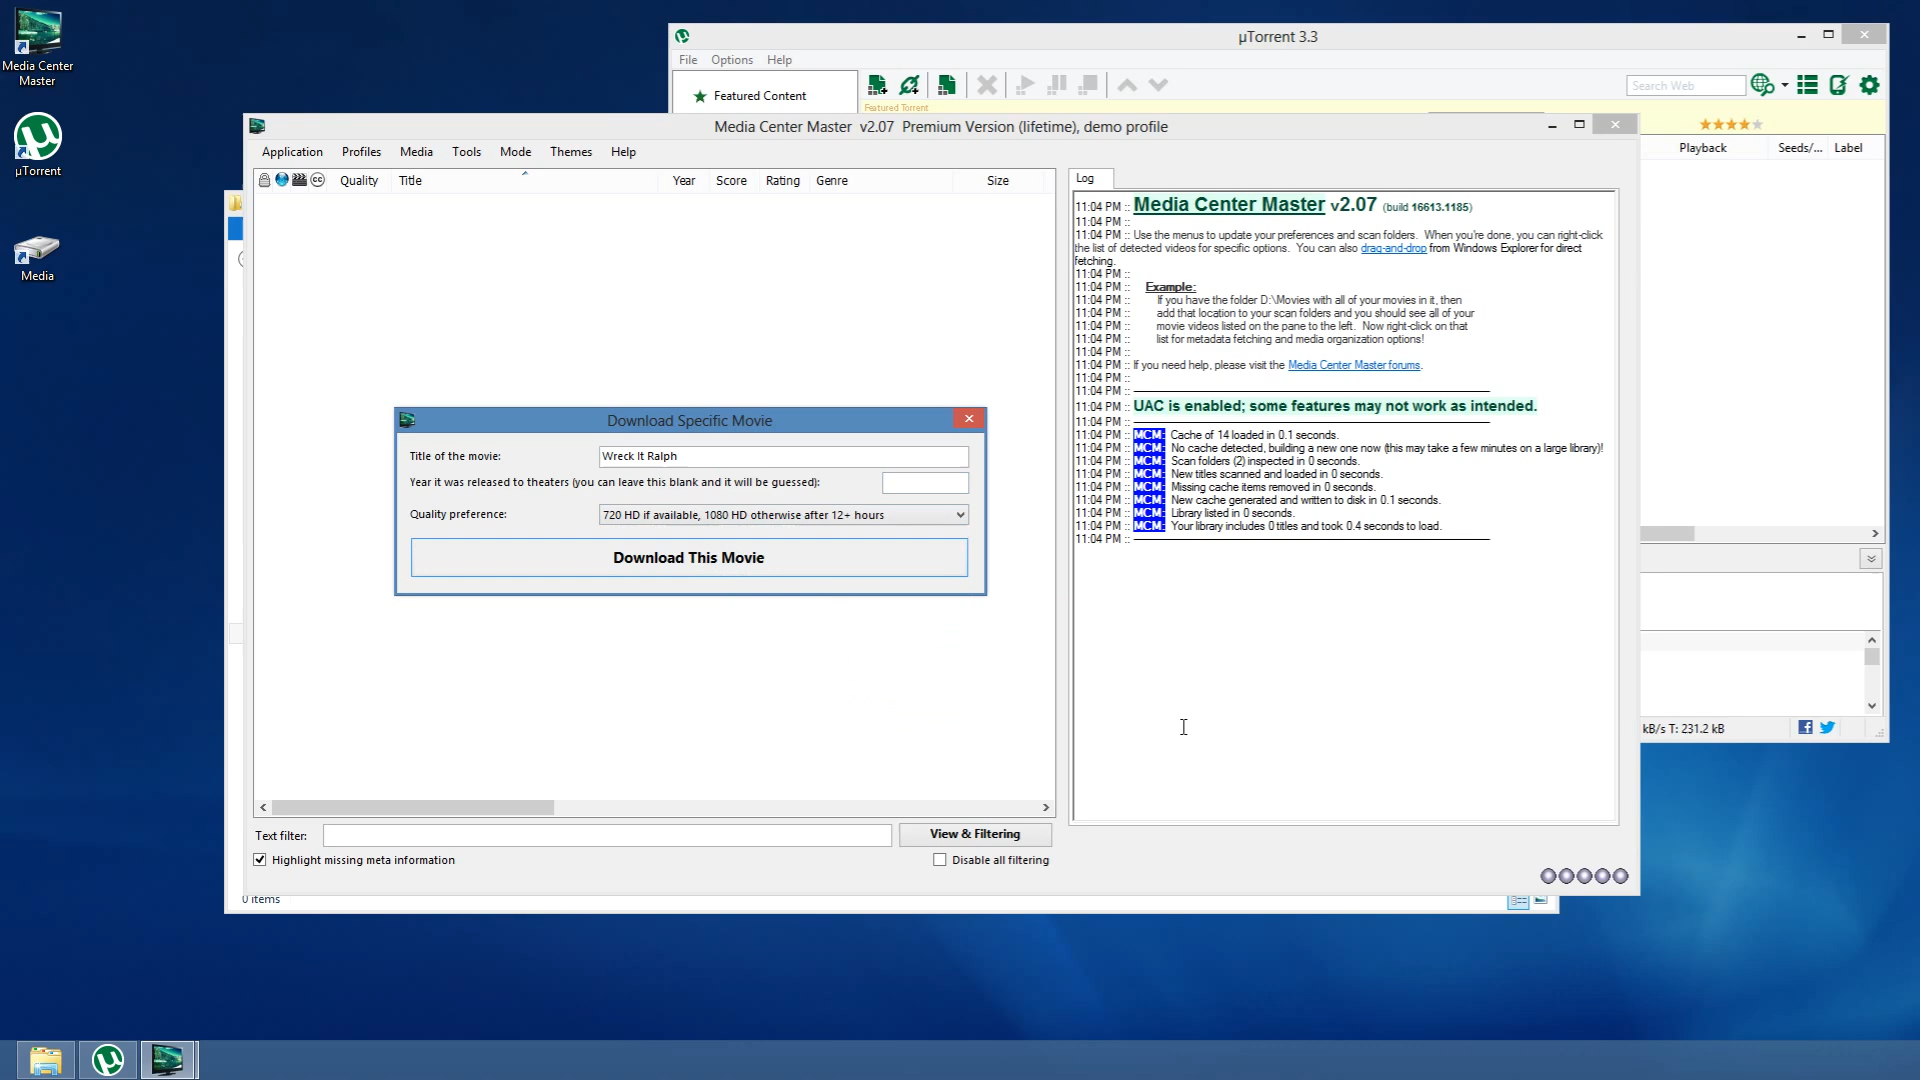 Media Center
Master
µTorrent
Media
µTorrent 3.3
File Options Help
Featured Content
Search Web
Featured Torrent
Playback Seeds/... Label
kB/s T: 231.2 kB
Media Center Master v2.07 Premium Version (lifetime), demo profile
Application Profiles Media Tools Mode Themes Help
Quality Title Year Score Rating Genre Size
Log
11:04 PM :: Media Center Master v2.07 (build 16613.1185)
11:04 PM ::
11:04 PM :: Use the menus to update your preferences and scan folders. When you're done, you can right-click
the list of detected videos for specific options. You can also drag-and-drop from Windows Explorer for direct
fetching.
11:04 PM ::
11:04 PM :: Example:
11:04 PM :: If you have the folder D:\Movies with all of your movies in it, then
11:04 PM :: add that location to your scan folders and you should see all of your
11:04 PM :: movie videos listed on the pane to the left. Now right-click on that
11:04 PM :: list for metadata fetching and media organization options!
11:04 PM ::
11:04 PM :: If you need help, please visit the Media Center Master forums.
11:04 PM ::
11:04 PM ::
11:04 PM :: UAC is enabled; some features may not work as intended.
11:04 PM ::
11:04 PM :: MCM: Cache of 14 loaded in 0.1 seconds.
11:04 PM :: MCM: No cache detected, building a new one now (this may take a few minutes on a large library)!
11:04 PM :: MCM: Scan folders (2) inspected in 0 seconds.
11:04 PM :: MCM: New titles scanned and loaded in 0 seconds.
11:04 PM :: MCM: Missing cache items removed in 0 seconds.
11:04 PM :: MCM: New cache generated and written to disk in 0.1 seconds.
11:04 PM :: MCM: Library listed in 0 seconds.
11:04 PM :: MCM: Your library includes 0 titles and took 0.4 seconds to load.
11:04 PM ::
Download Specific Movie
Title of the movie: Wreck It Ralph
Year it was released to theaters (you can leave this blank and it will be guessed):
Quality preference: 720 HD if available, 1080 HD otherwise after 12+ hours
Download This Movie
Text filter: View & Filtering
Highlight missing meta information Disable all filtering
0 items